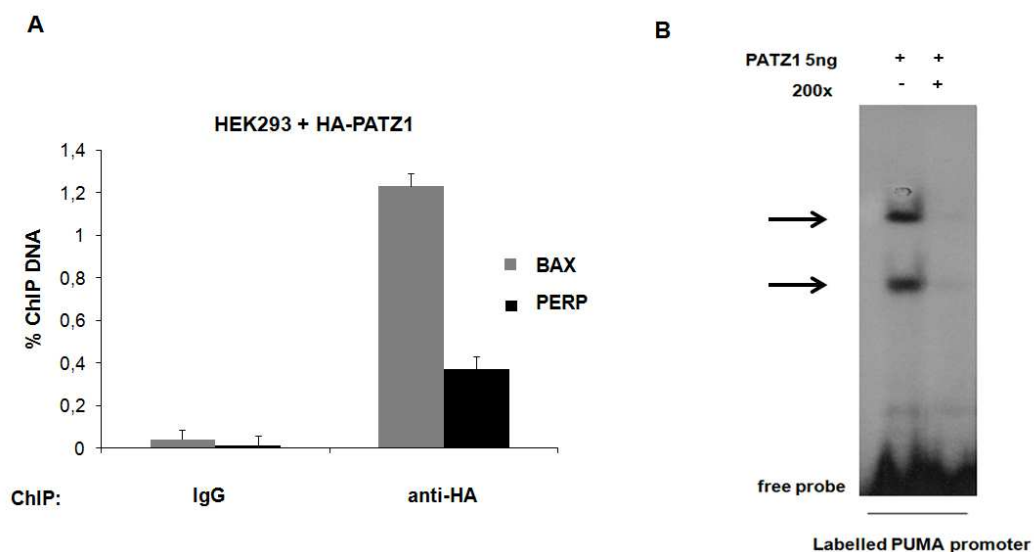 A
HEK293 + HA-PATZ1
% ChIP DNA
1,4
1,2
1
0,8
0,6
0,4
0,2
0
BAX
PERP
ChIP:
IgG
anti-HA
B
PATZ1 5ng + +
200x - +
free probe
Labelled PUMA promoter